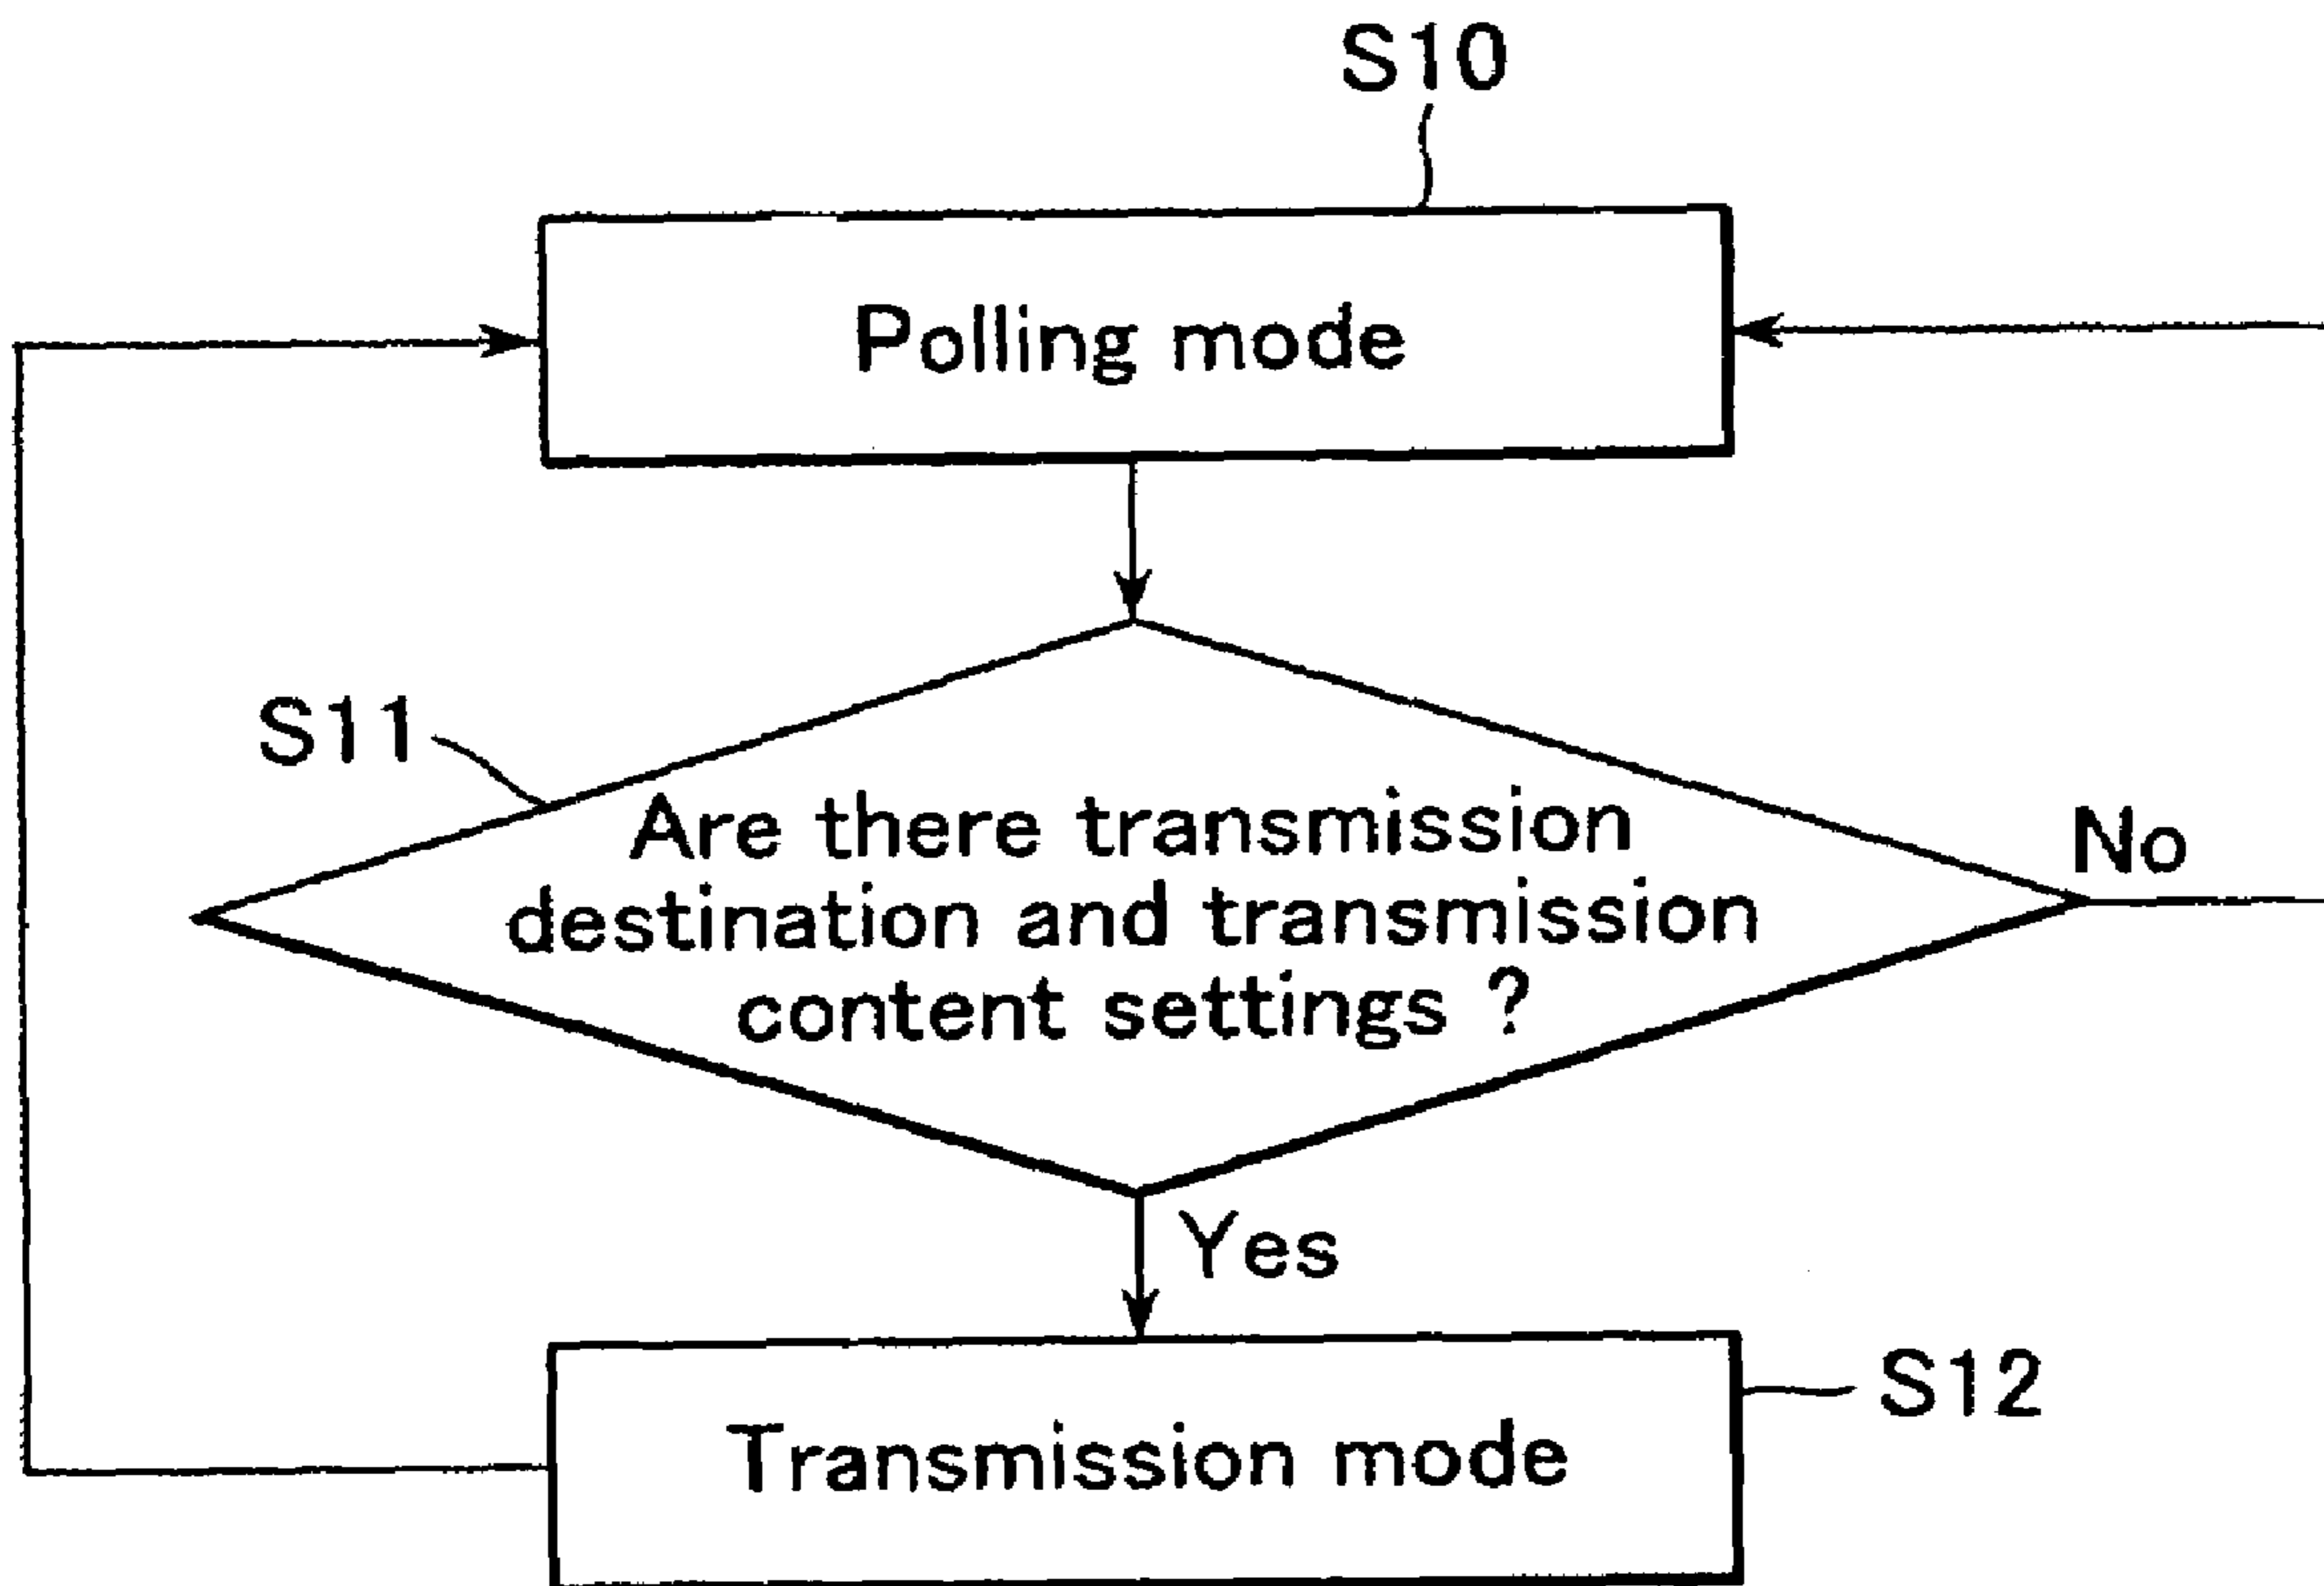 S10
Polling mode
S11
Are there transmission
destination and transmission
content settings ?
No
Yes
S12
Transmission mode